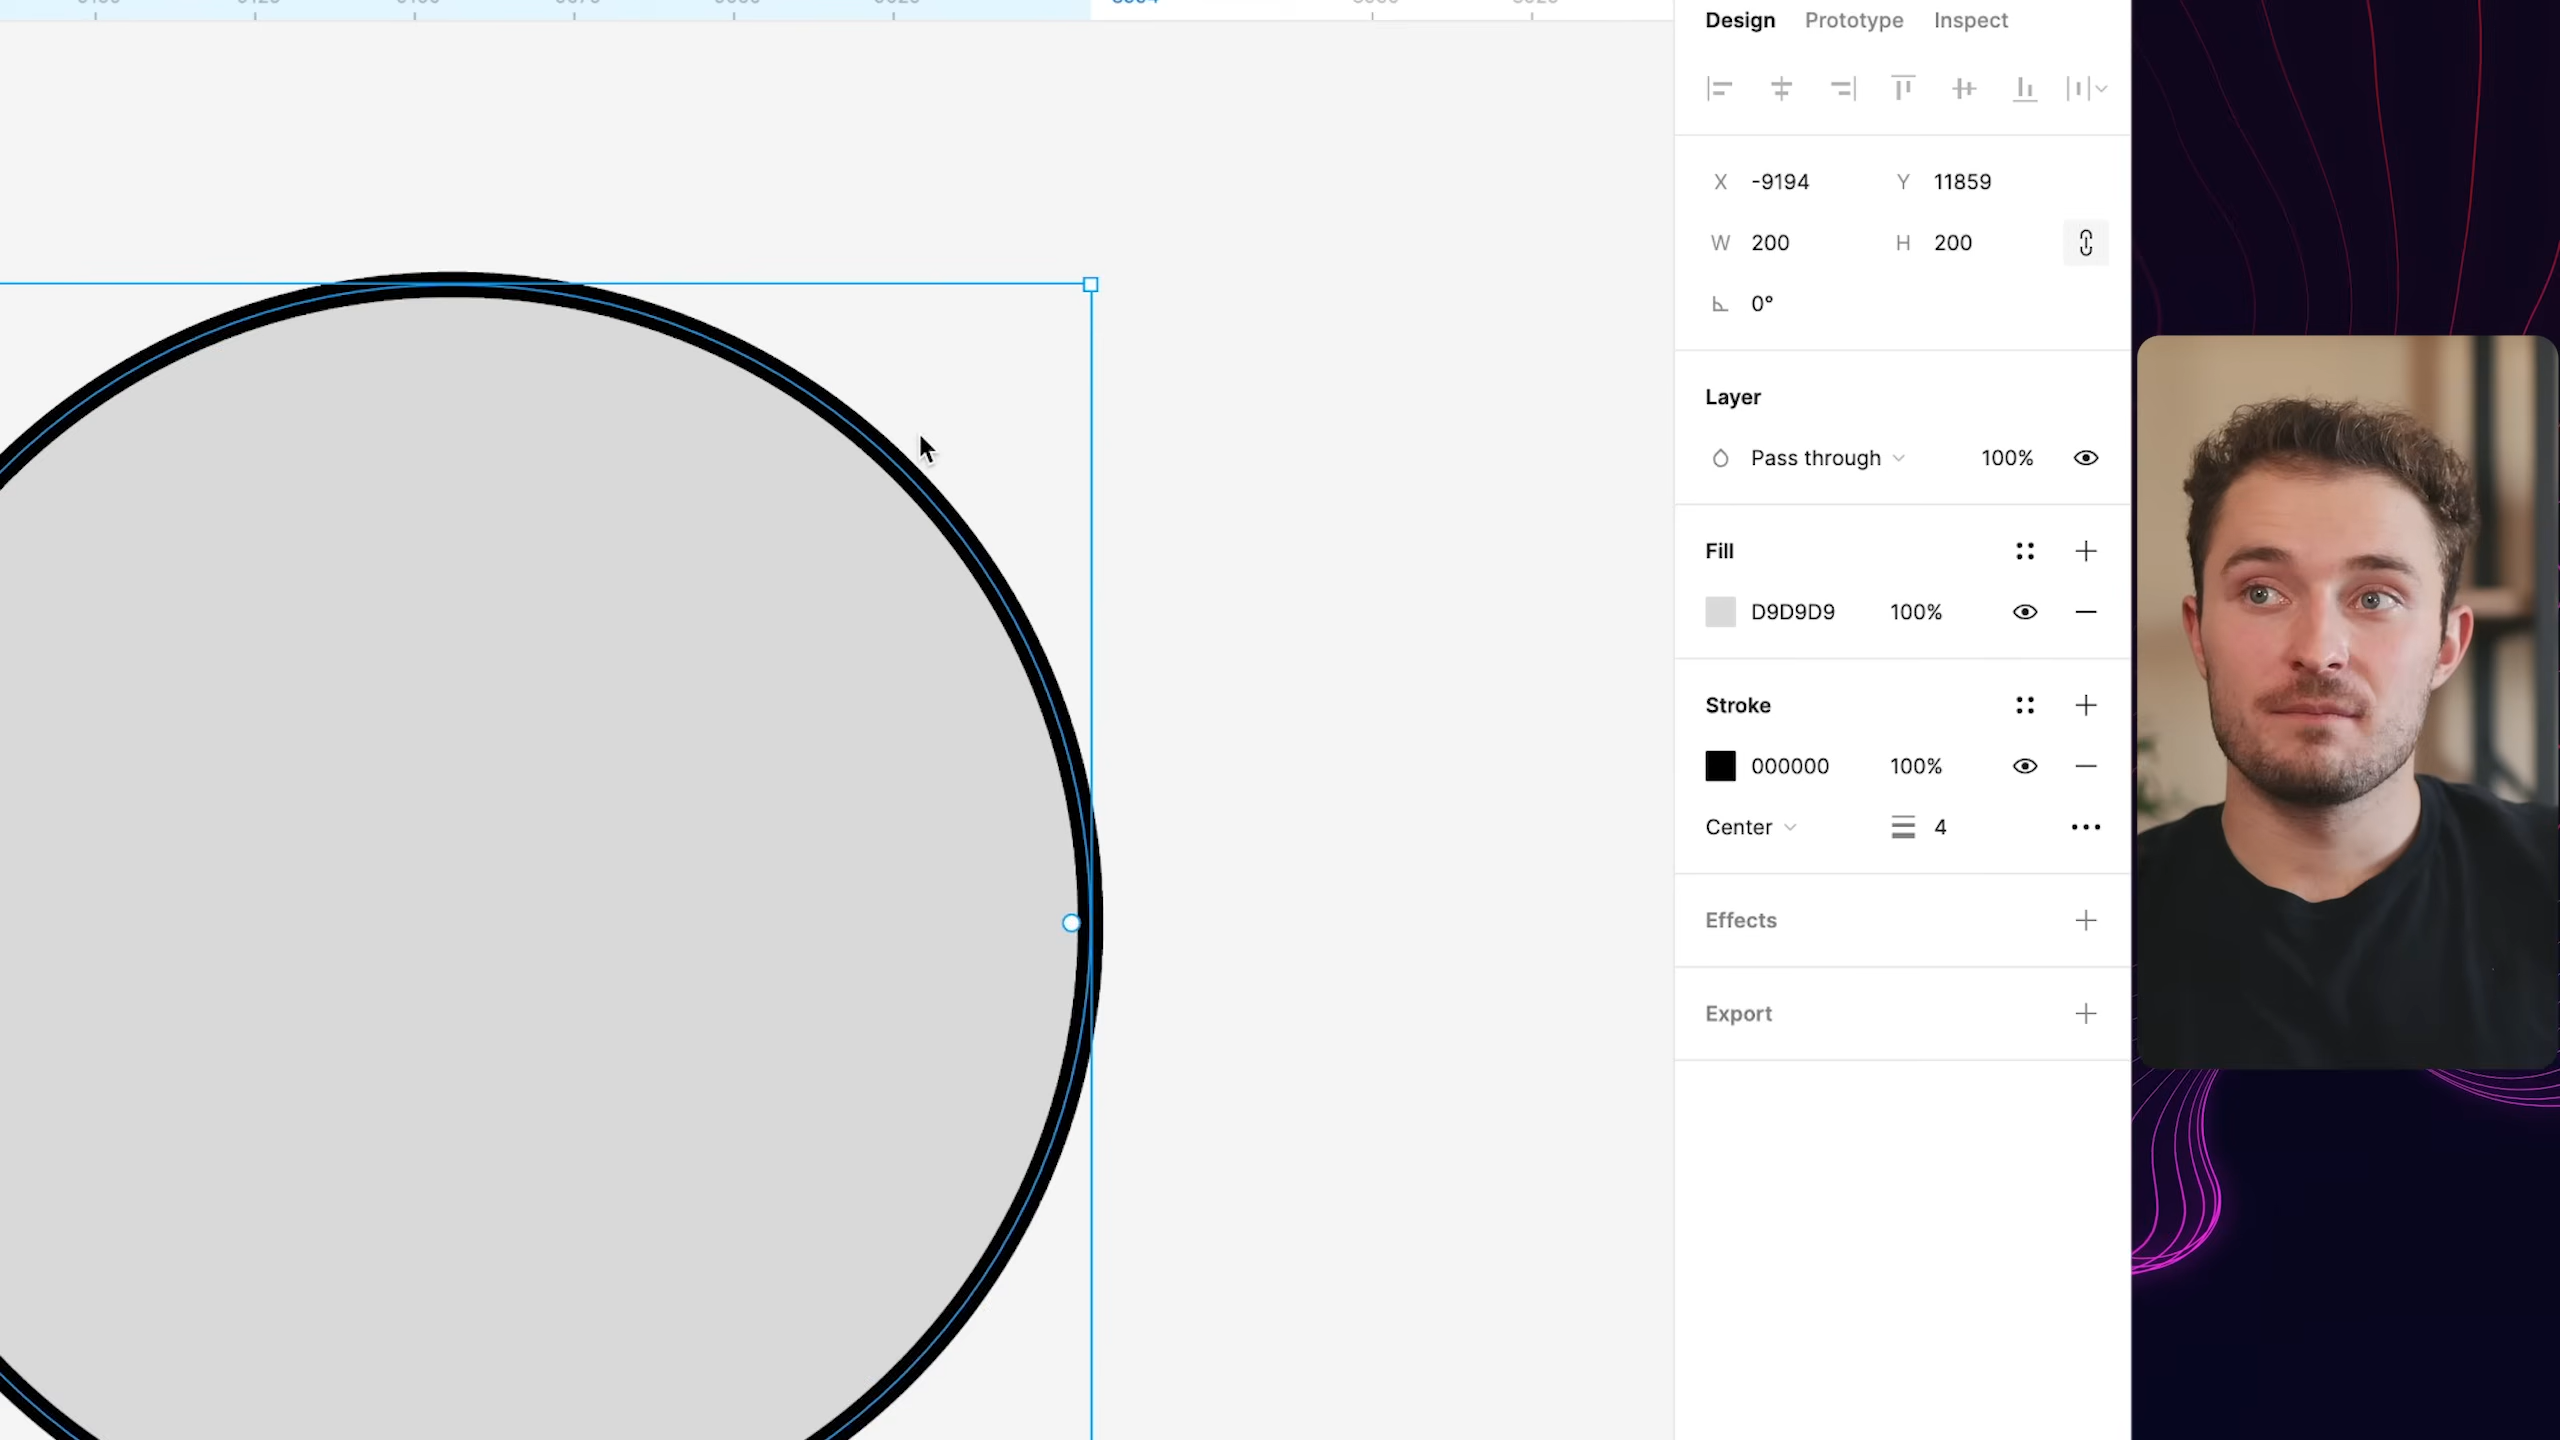 Design Prototype Inspect
X -9194 Y 11859
W 200 H 200
0°
Layer
Pass through 100%
Fill
D9D9D9 100%
Stroke
000000 100%
Center 4
Effects
Export